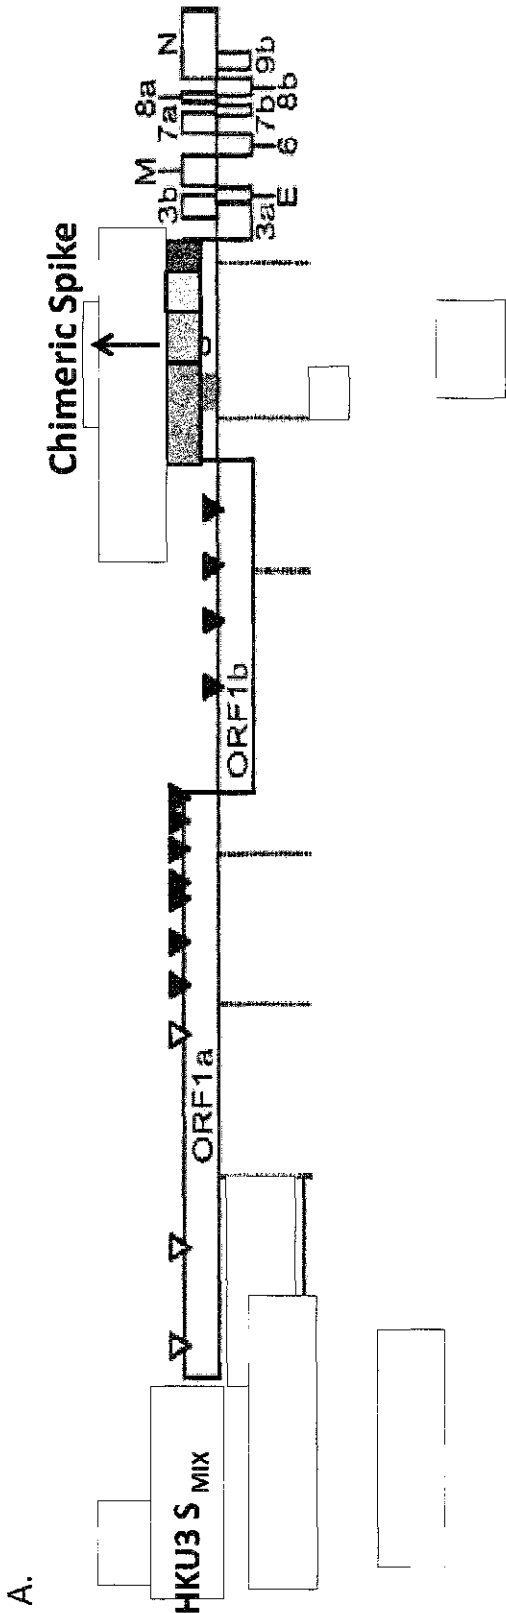 A.
HKU3 S MIX
Chimeric Spike
ORF1a
ORF1b
3a
3b
E
M
6
7a
7b
8a
8b
N
9b